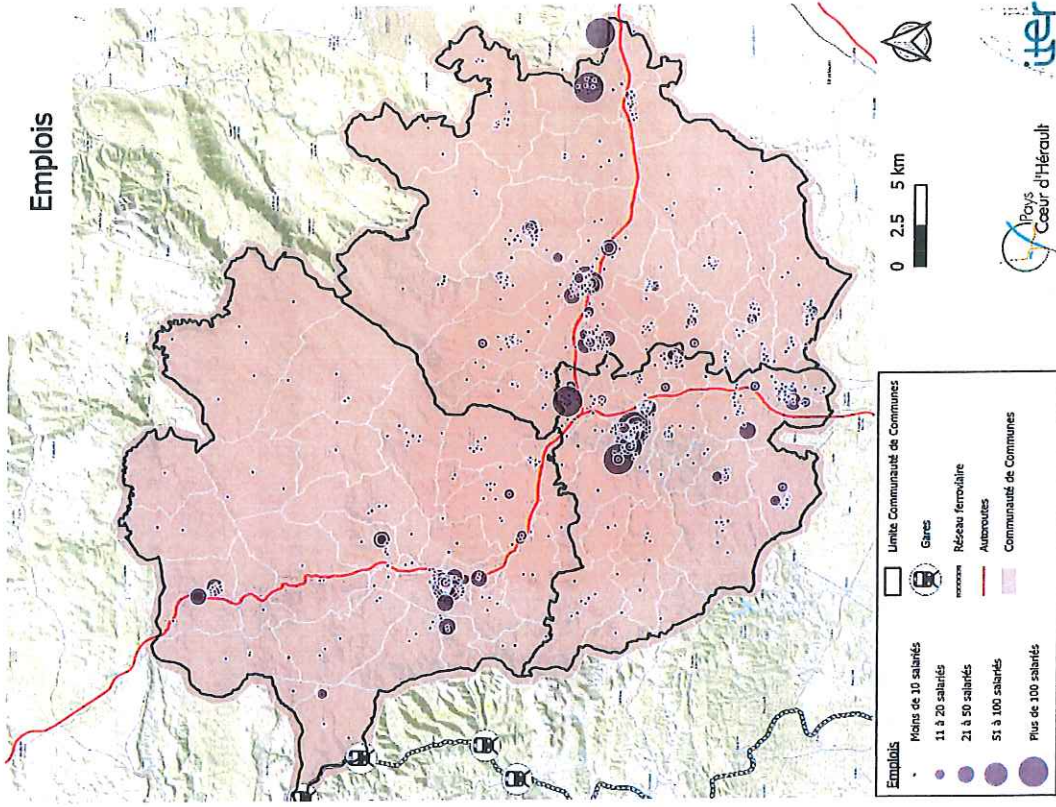 Emplois
0 2.5 5 km
Pays
Cœur d'Hérault
iter
Emplois
Moins de 10 salariés
11 à 20 salariés
21 à 50 salariés
51 à 100 salariés
Plus de 100 salariés
Limite Communauté de Communes
Gares
Réseau ferroviaire
Autoroutes
Communauté de Communes